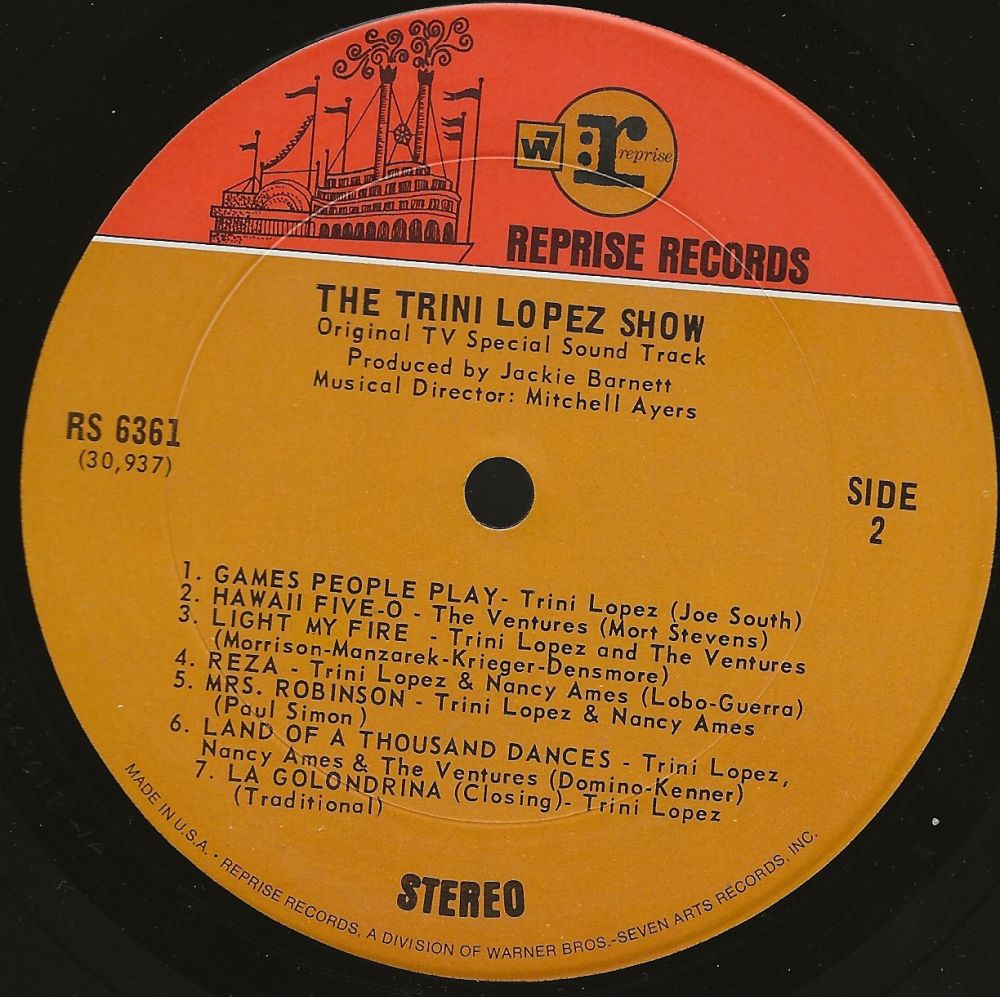 W7
r: reprise
REPRISE RECORDS
THE TRINI LOPEZ SHOW
Original TV Special Sound Track
Produced by Jackie Barnett
Musical Director: Mitchell Ayers
RS 6361
(30,937)
SIDE
2
1. GAMES PEOPLE PLAY- Trini Lopez (Joe South)
2. HAWAII FIVE-O - The Ventures (Mort Stevens)
3. LIGHT MY FIRE - Trini Lopez and The Ventures
(Morrison-Manzarek-Krieger-Densmore)
4. REZA - Trini Lopez & Nancy Ames (Lobo-Guerra)
5. MRS. ROBINSON - Trini Lopez & Nancy Ames
(Paul Simon)
6. LAND OF A THOUSAND DANCES - Trini Lopez,
Nancy Ames & The Ventures (Domino-Kenner)
7. LA GOLONDRINA (Closing)- Trini Lopez
(Traditional)
STEREO
MADE IN U.S.A. • REPRISE RECORDS, A DIVISION OF WARNER BROS.-SEVEN ARTS RECORDS, INC.